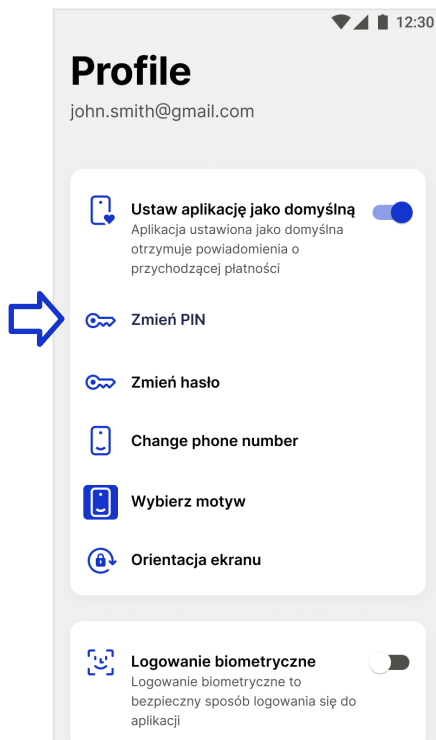 12:30
Profile
john.smith@gmail.com
Ustaw aplikację jako domyślną
Aplikacja ustawiona jako domyślna
otrzymuje powiadomienia o
przychodzącej płatności
Zmień PIN
Zmień hasło
Change phone number
Wybierz motyw
Orientacja ekranu
Logowanie biometryczne
Logowanie biometryczne to
bezpieczny sposób logowania się do
aplikacji